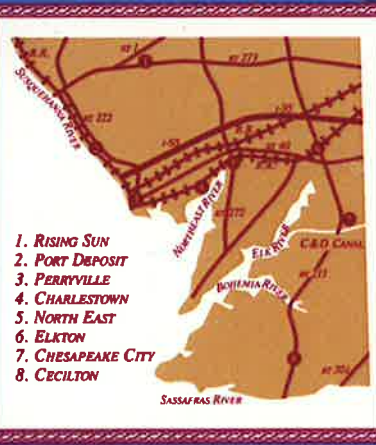 R.R.
RT 1
RT 273
SUSQUEHANNA RIVER
RT 222
I-95
I-95
R.R.
RT 40
NORTHEAST RIVER
RT 272
ELK RIVER
C&D CANAL
BOHEMIA RIVER
RT 213
1. RISING SUN
2. PORT DEPOSIT
3. PERRYVILLE
4. CHARLESTOWN
5. NORTH EAST
6. ELKTON
7. CHESAPEAKE CITY
8. CECILTON
SASSAFRAS RIVER